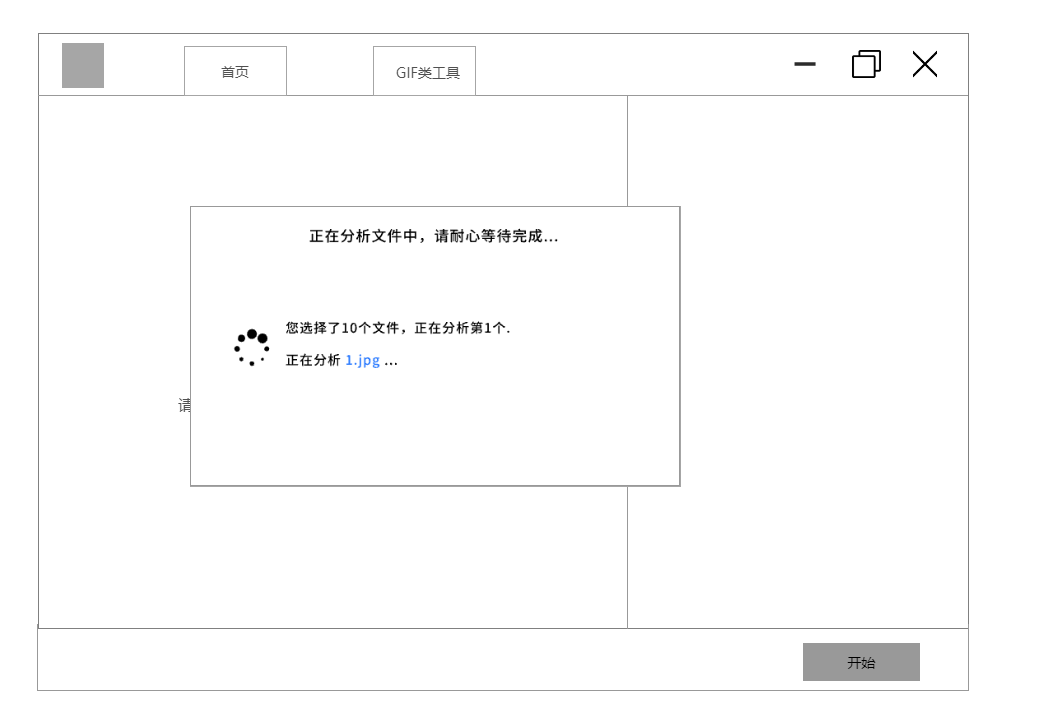 首页
GIF类工具
正在分析文件中，请耐心等待完成...
您选择了10个文件，正在分析第1个.
正在分析 1.jpg ...
请
开始